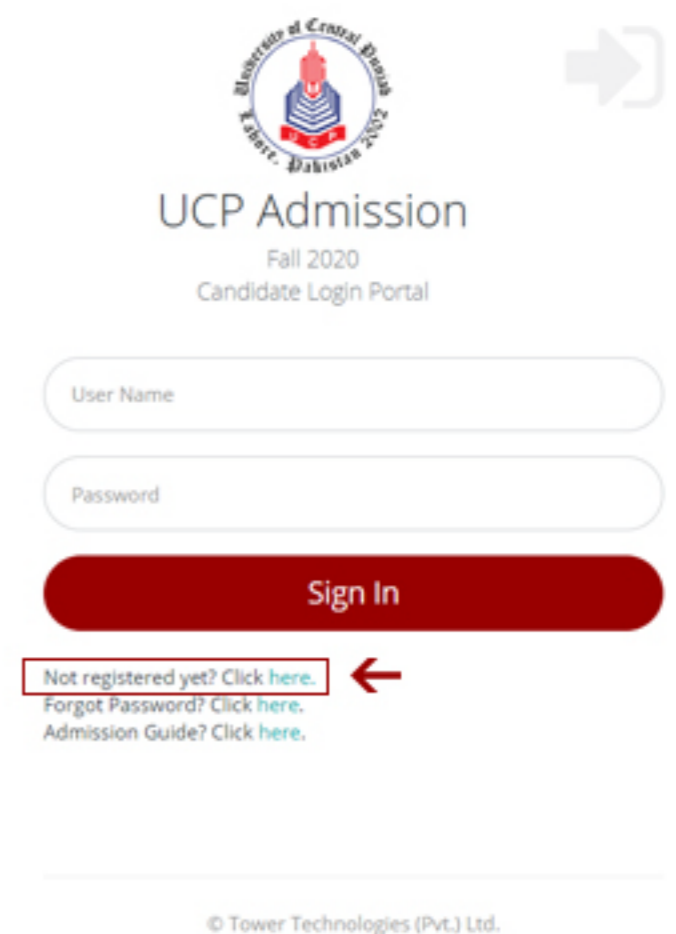 University of Central Punjab
Lahore, Pakistan 2002
UCP
UCP Admission
Fall 2020
Candidate Login Portal
User Name
Password
Sign In
Not registered yet? Click here.
Forgot Password? Click here.
Admission Guide? Click here.
© Tower Technologies (Pvt.) Ltd.